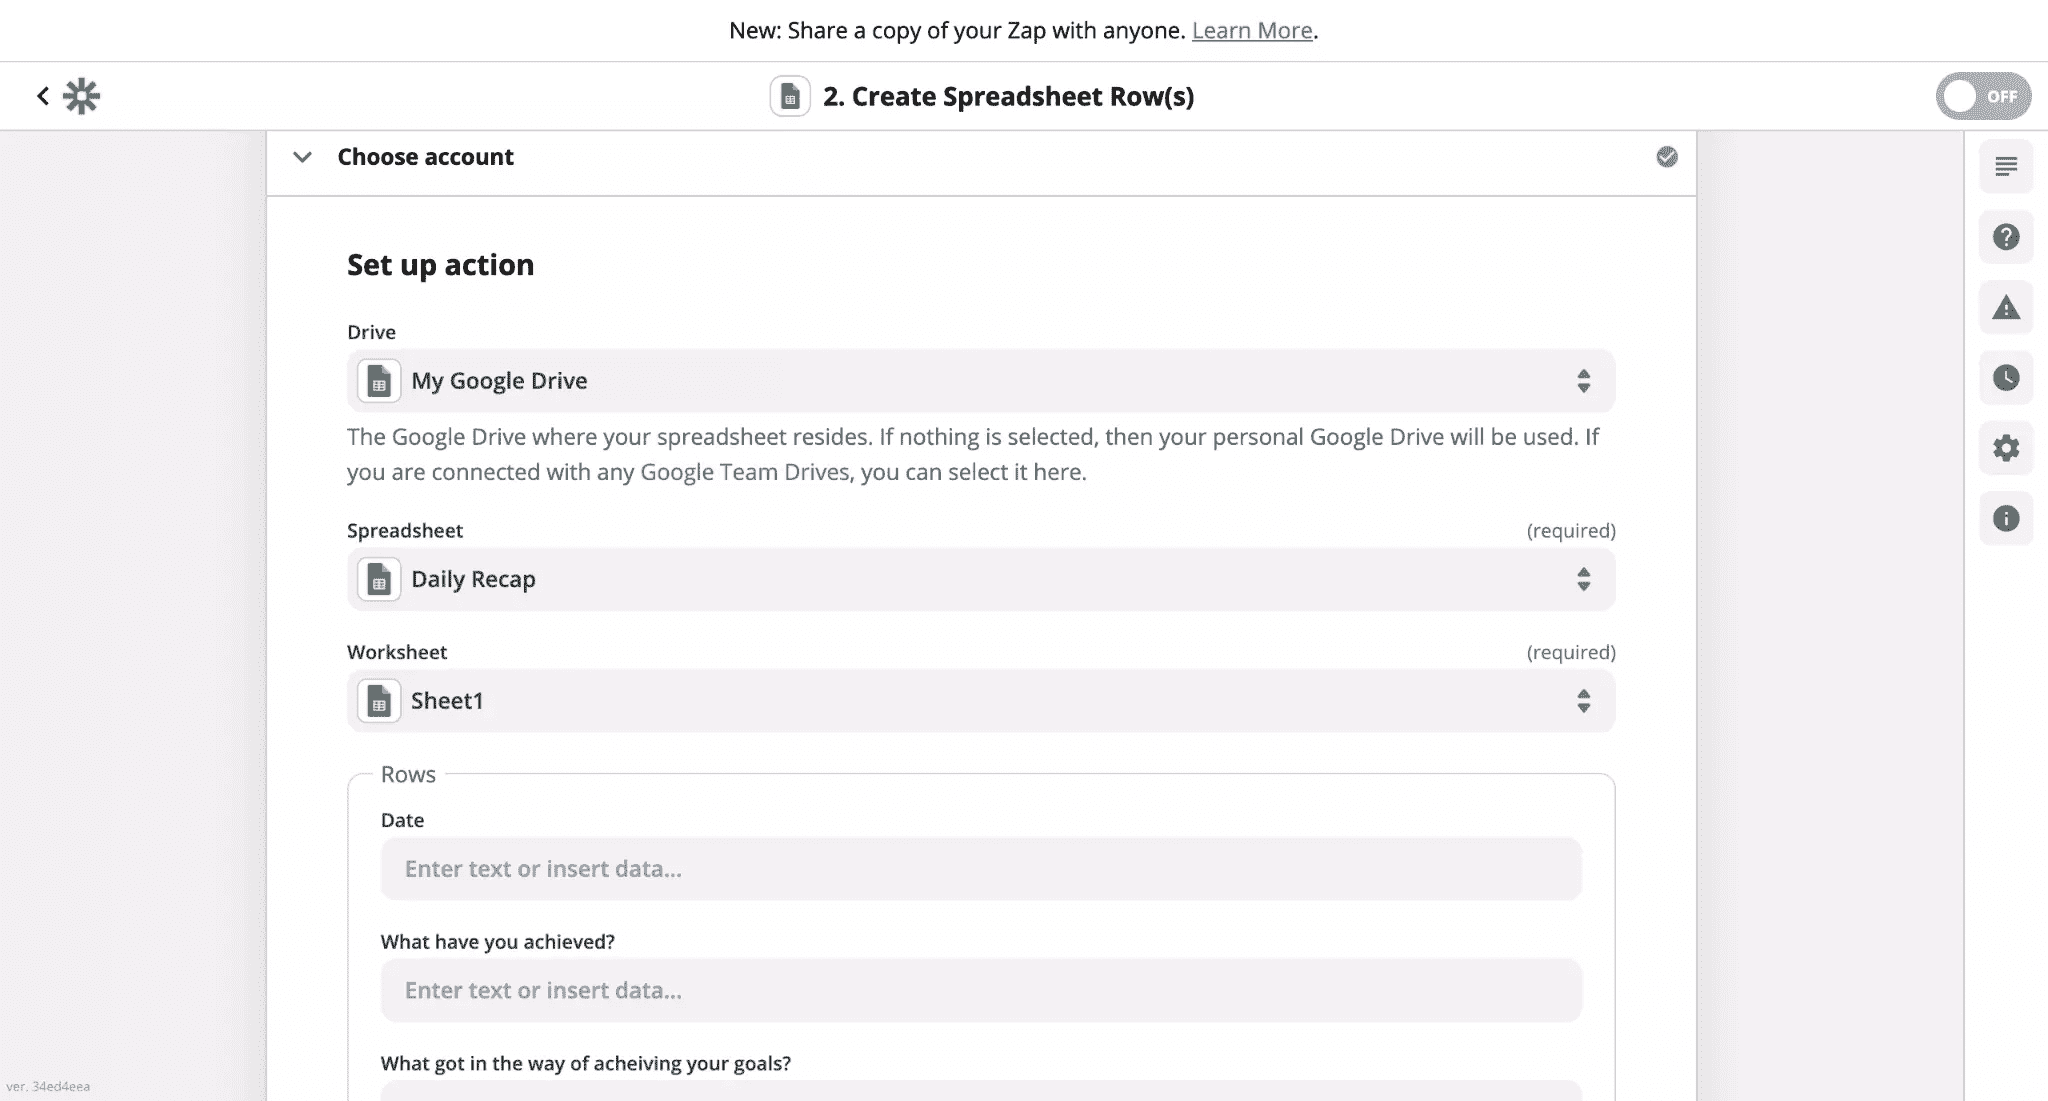 New: Share a copy of your Zap with anyone. Learn More.
2. Create Spreadsheet Row(s)
OFF
Choose account
Set up action
Drive
My Google Drive
The Google Drive where your spreadsheet resides. If nothing is selected, then your personal Google Drive will be used. If
you are connected with any Google Team Drives, you can select it here.
Spreadsheet (required)
Daily Recap
Worksheet (required)
Sheet1
Rows
Date
Enter text or insert data...
What have you achieved?
Enter text or insert data...
What got in the way of acheiving your goals?
ver. 34ed4eea